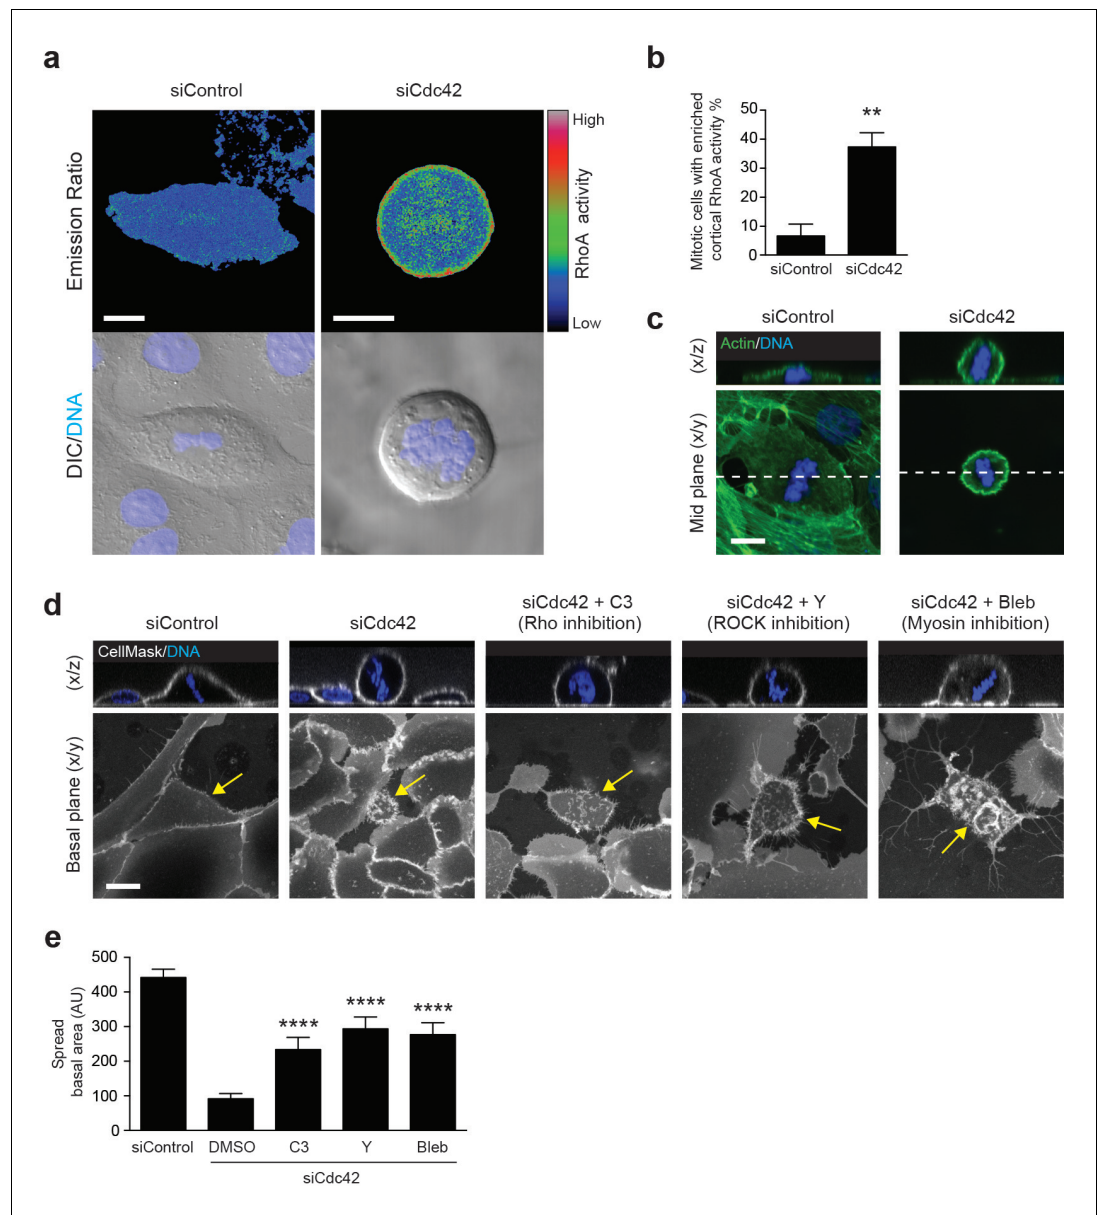 a
siControl
siCdc42
Emission Ratio
High
RhoA activity
Low
DIC/DNA
b
Mitotic cells with enriched
cortical RhoA activity %
50
40
30
20
10
0
**
siControl
siCdc42
c
siControl
siCdc42
(x/z)
Actin/DNA
Mid plane (x/y)
d
siControl
siCdc42
siCdc42 + C3
(Rho inhibition)
siCdc42 + Y
(ROCK inhibition)
siCdc42 + Bleb
(Myosin inhibition)
(x/z)
CellMask/DNA
Basal plane (x/y)
e
Spread
basal area (AU)
500
400
300
200
100
0
****
****
****
siControl
DMSO
C3
Y
Bleb
siCdc42